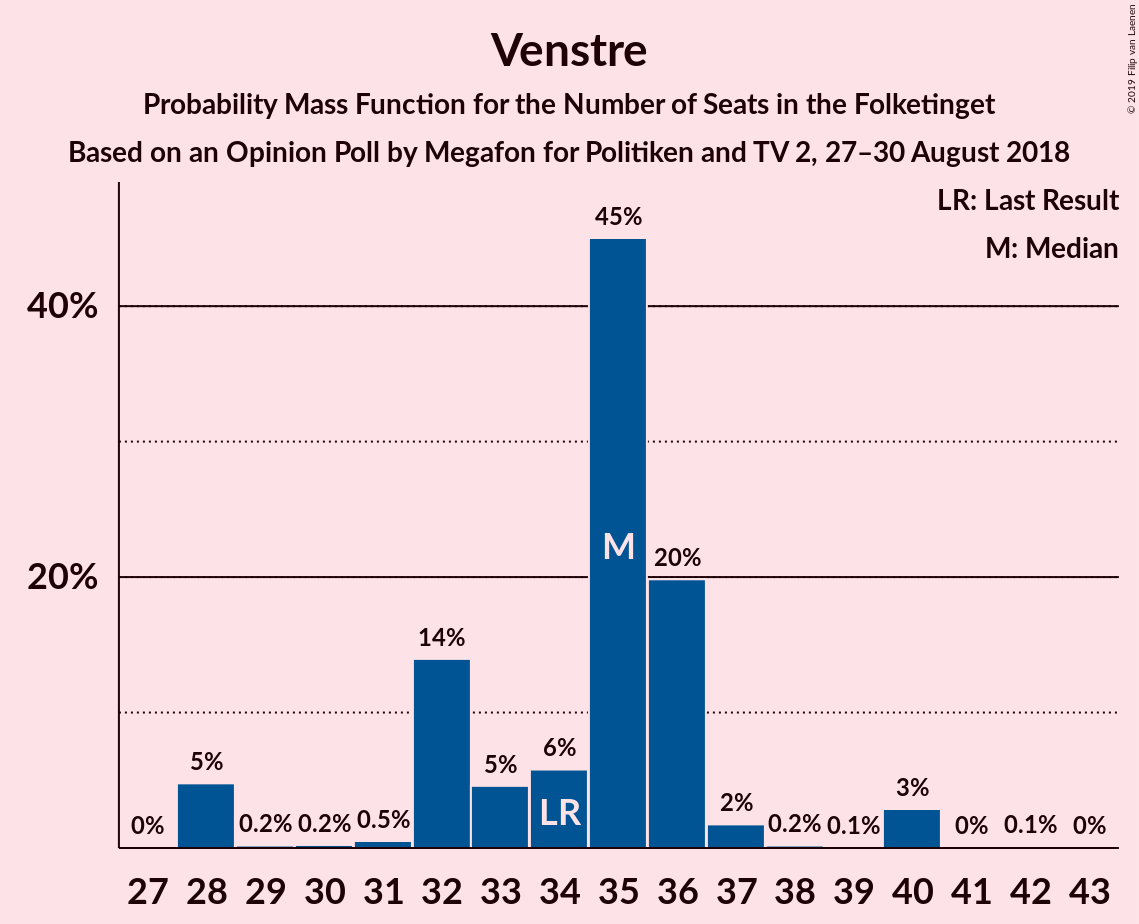 © 2019 Filip van Laenen
Venstre
Probability Mass Function for the Number of Seats in the Folketinget
Based on an Opinion Poll by Megafon for Politiken and TV 2, 27–30 August 2018
LR: Last Result
M: Median
40%
20%
0% 5% 0.2% 0.2% 0.5% 14% 5% 6% 45% 20% 2% 0.2% 0.1% 3% 0% 0.1% 0%
M
LR
27 28 29 30 31 32 33 34 35 36 37 38 39 40 41 42 43